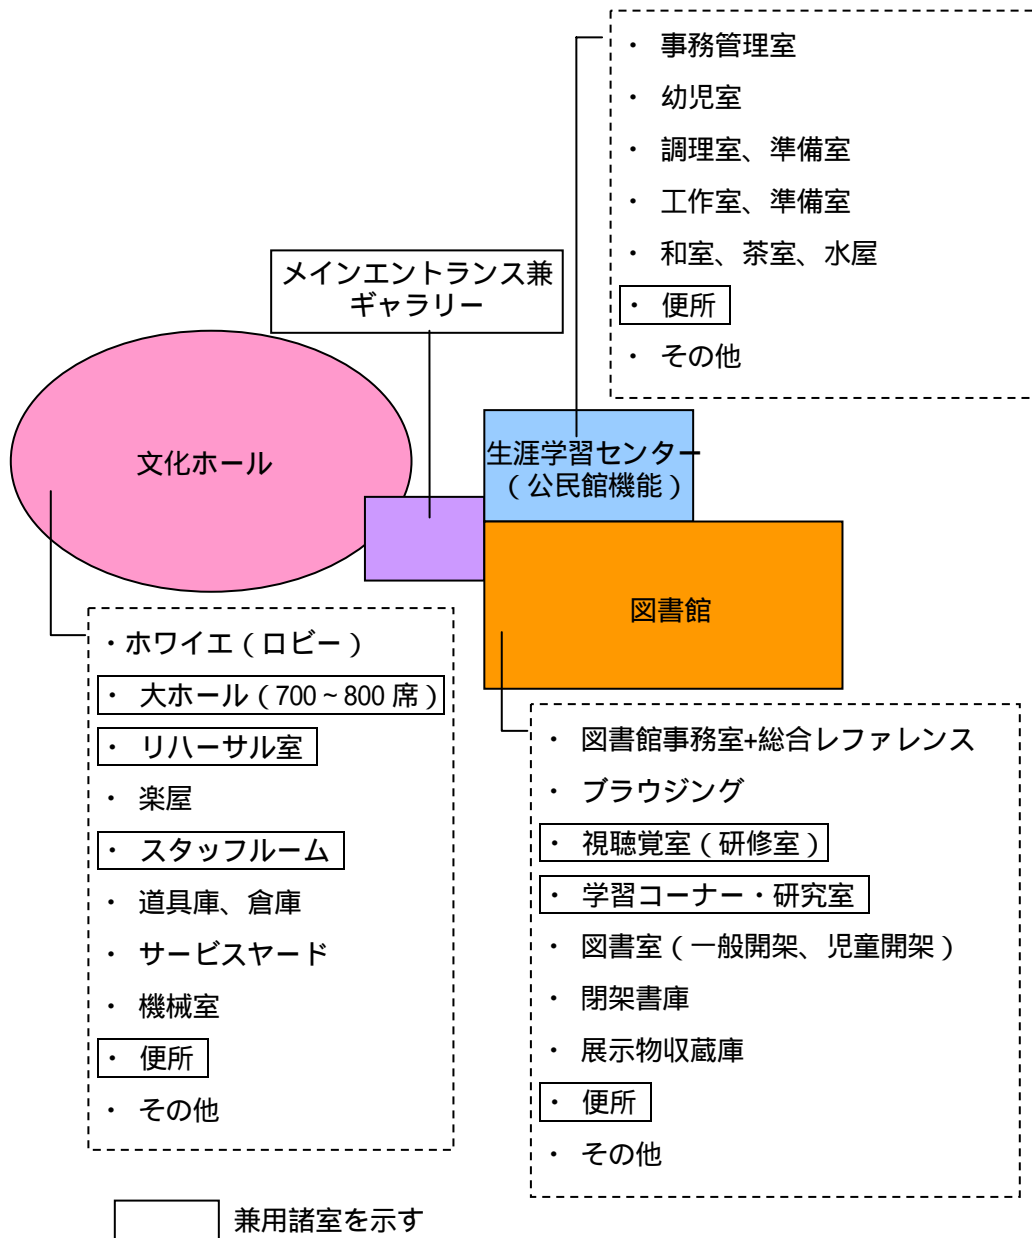 ・ 事務管理室
・ 幼児室
・ 調理室、準備室
・ 工作室、準備室
・ 和室、茶室、水屋
・ 便所
・ その他
メインエントランス兼
ギャラリー
文化ホール
生涯学習センター
（公民館機能）
図書館
・ホワイエ（ロビー）
・ 大ホール（700～800 席）
・ リハーサル室
・ 楽屋
・ スタッフルーム
・ 道具庫、倉庫
・ サービスヤード
・ 機械室
・ 便所
・ その他
・ 図書館事務室+総合レファレンス
・ ブラウジング
・ 視聴覚室（研修室）
・ 学習コーナー・研究室
・ 図書室（一般開架、児童開架）
・ 閉架書庫
・ 展示物収蔵庫
・ 便所
・ その他
兼用諸室を示す